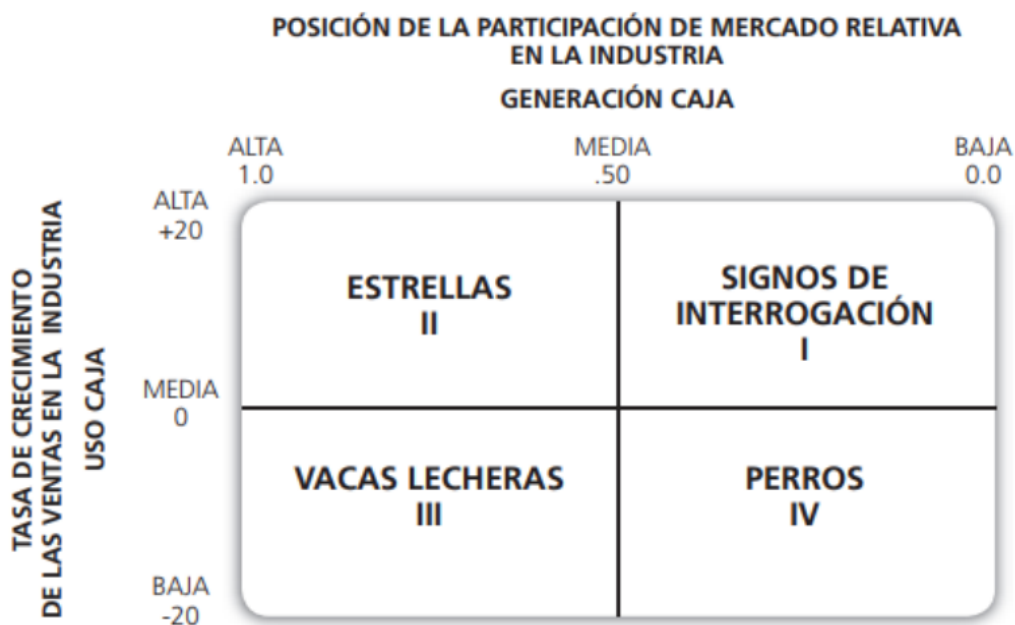 POSICIÓN DE LA PARTICIPACIÓN DE MERCADO RELATIVA
EN LA INDUSTRIA
GENERACIÓN CAJA
ALTA
1.0
MEDIA
.50
BAJA
0.0
TASA DE CRECIMIENTO
DE LAS VENTAS EN LA INDUSTRIA
USO CAJA
ALTA
+20
MEDIA
0
BAJA
-20
ESTRELLAS
II
SIGNOS DE
INTERROGACIÓN
I
VACAS LECHERAS
III
PERROS
IV